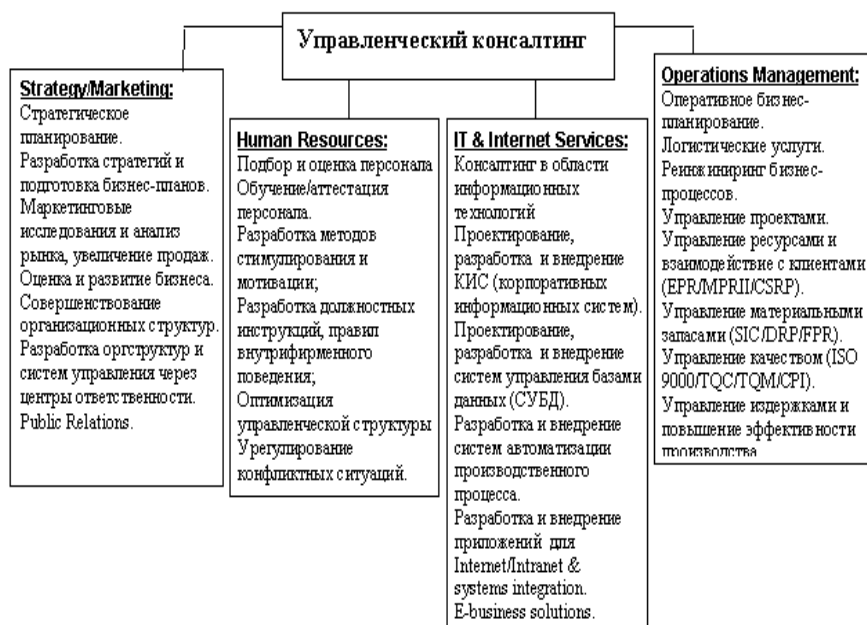 Управленческий консалтинг
Strategy/Marketing:
Стратегическое
планирование.
Разработка стратегий и
подготовка бизнес-планов.
Маркетинговые
исследования и анализ
рынка, увеличение продаж.
Оценка и развитие бизнеса.
Совершенствование
организационных структур.
Разработка оргструктур и
систем управления через
центры ответственности.
Public Relations.
Human Resources:
Подбор и оценка персонала
Обучение/аттестация
персонала.
Разработка методов
стимулирования и
мотивации;
Разработка должностных
инструкций, правил
внутрифирменного
поведения;
Оптимизация
управленческой структуры
Урегулирование
конфликтных ситуаций.
IT & Internet Services:
Консалтинг в области
информационных
технологий
Проектирование,
разработка и внедрение
КИС (корпоративных
информационных систем).
Проектирование,
разработка и внедрение
систем управления базами
данных (СУБД).
Разработка и внедрение
систем автоматизации
производственного
процесса.
Разработка и внедрение
приложений для
Internet/Intranet &
systems integration.
E-business solutions.
Operations Management:
Оперативное бизнес-
планирование.
Логистические услуги.
Реинжиниринг бизнес-
процессов.
Управление проектами.
Управление ресурсами и
взаимодействие с клиентами
(EPR/MPRII/CSRP).
Управление материальными
запасами (SIC/DRP/FPR).
Управление качеством (ISO
9000/TQC/TQM/CPI).
Управление издержками и
повышение эффективности
производства